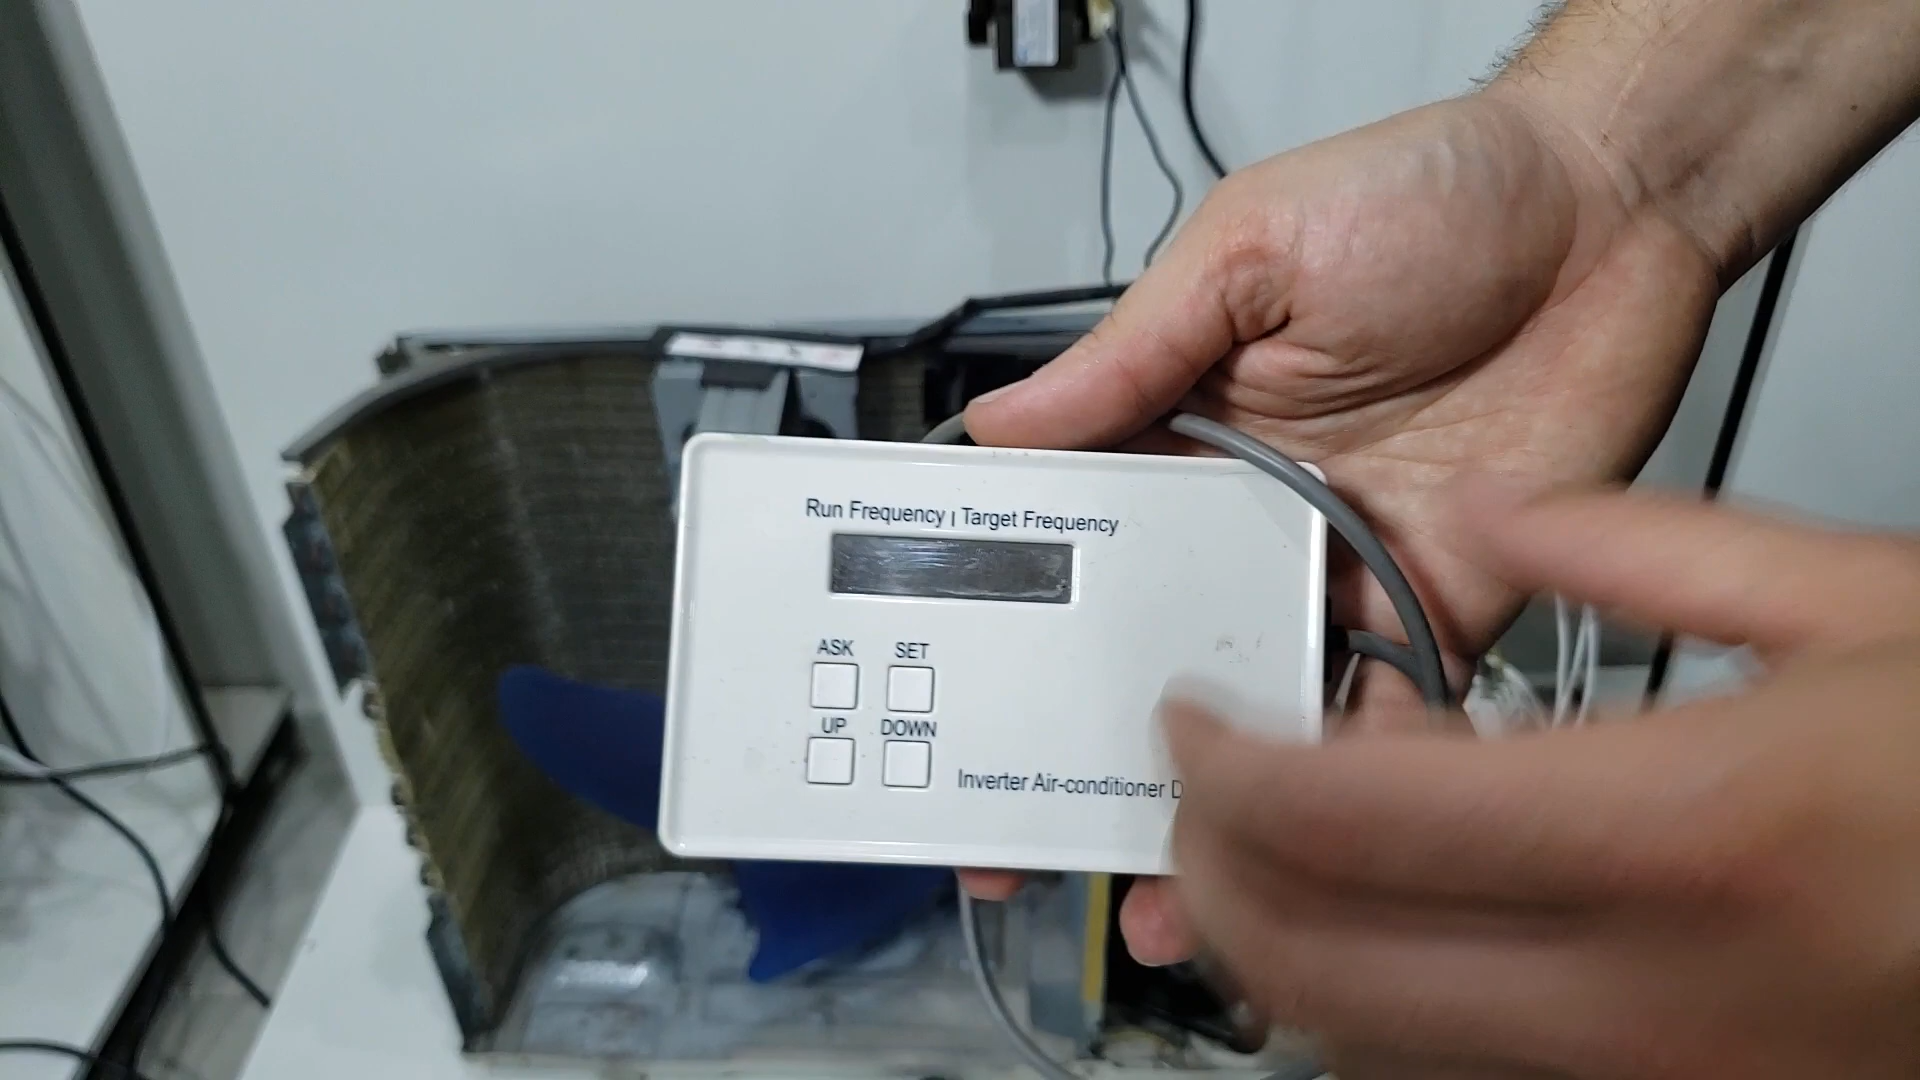 Run Frequency | Target Frequency
ASK SET
UP DOWN
Inverter Air-conditioner D